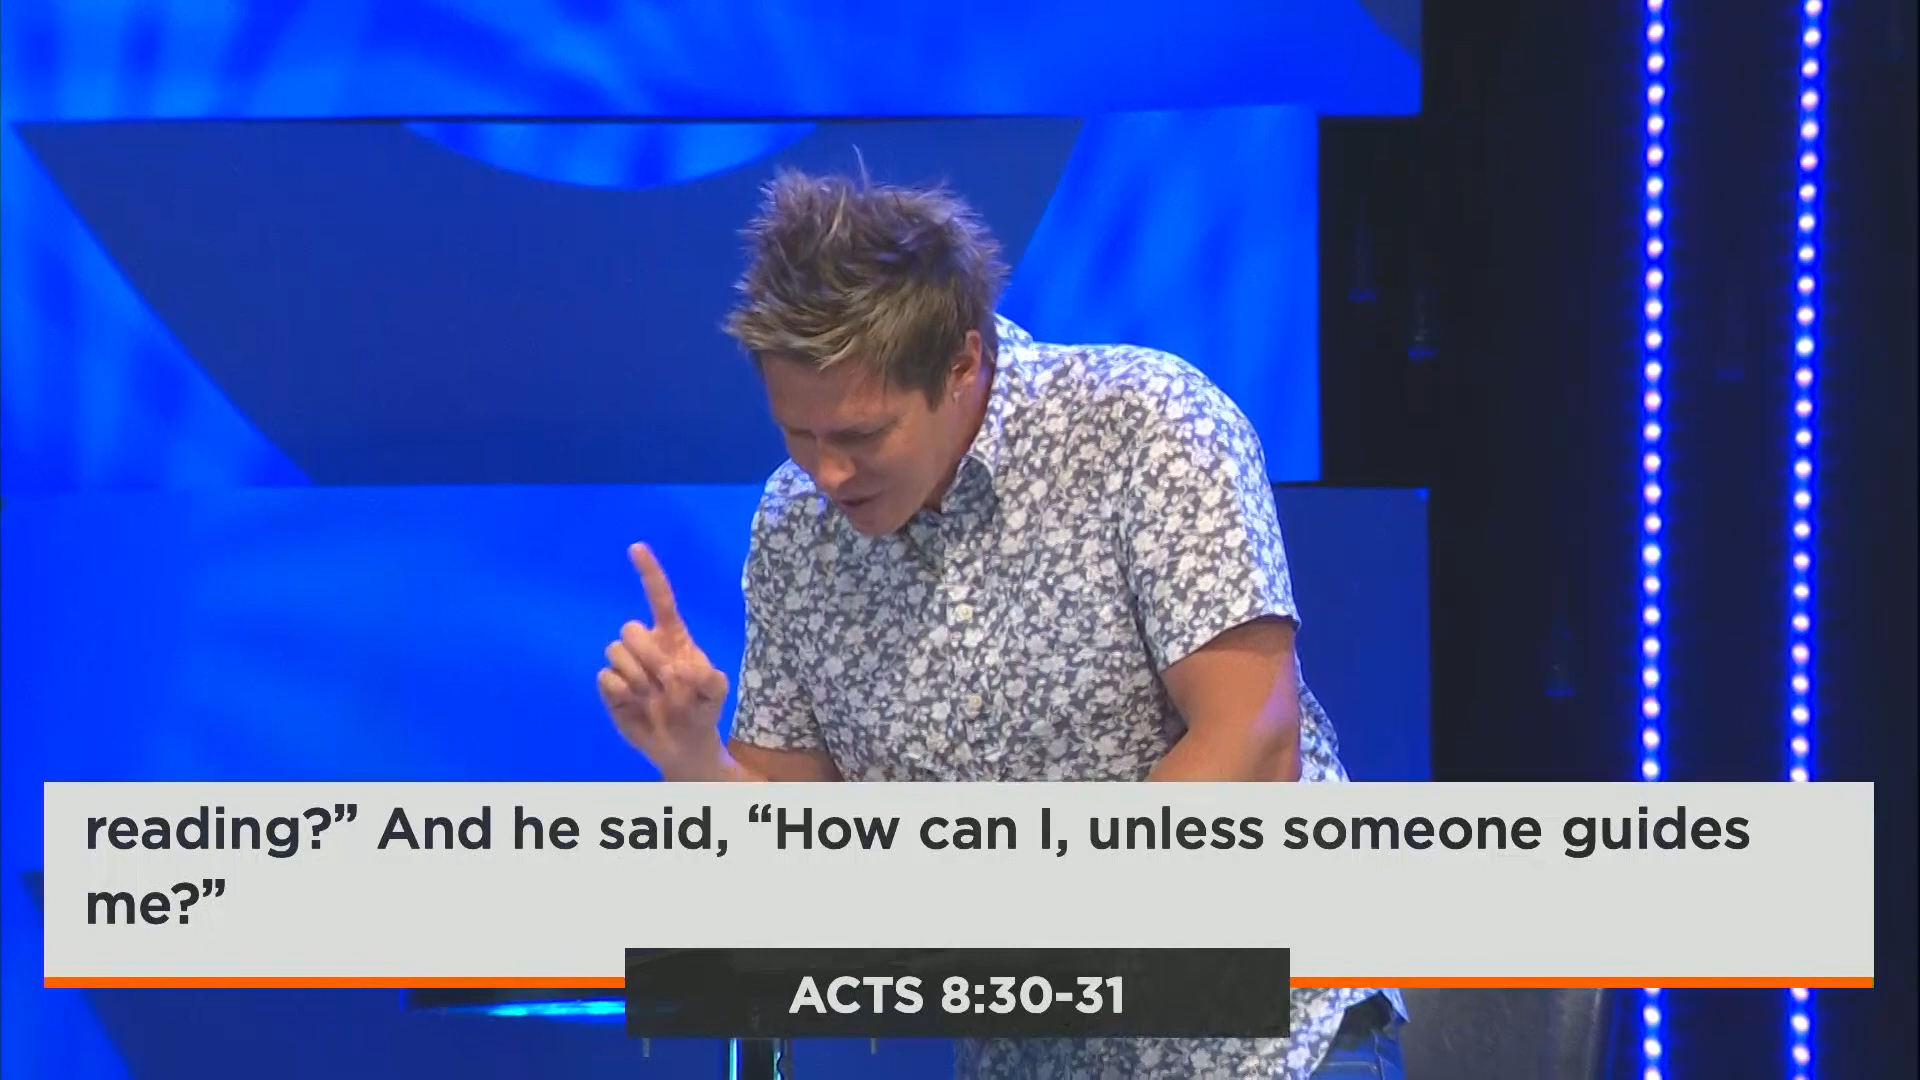 reading?” And he said, “How can I, unless someone guides
me?”
ACTS 8:30-31